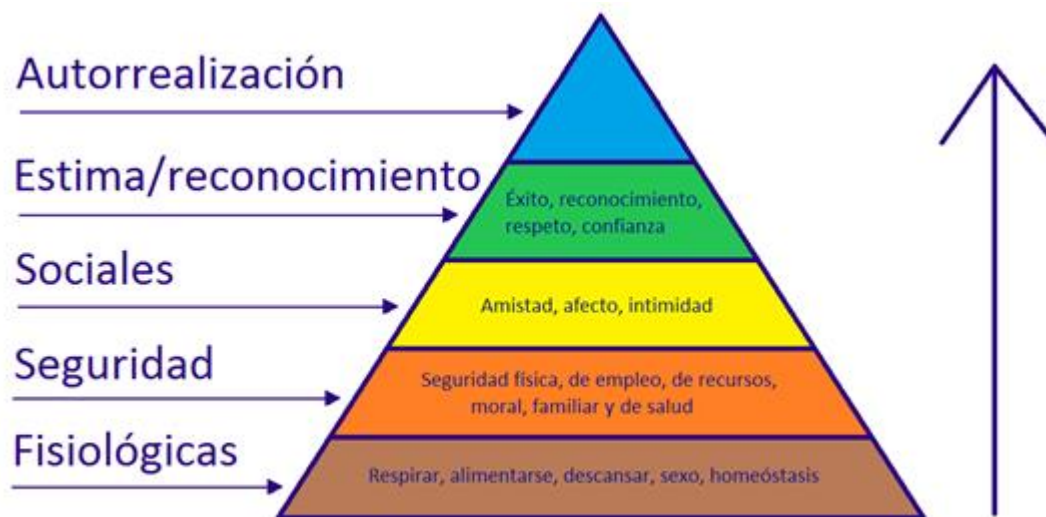 Autorrealización
Estima/reconocimiento
Éxito, reconocimiento,
respeto, confianza
Sociales
Amistad, afecto, intimidad
Seguridad
Seguridad física, de empleo, de recursos,
moral, familiar y de salud
Fisiológicas
Respirar, alimentarse, descansar, sexo, homeóstasis